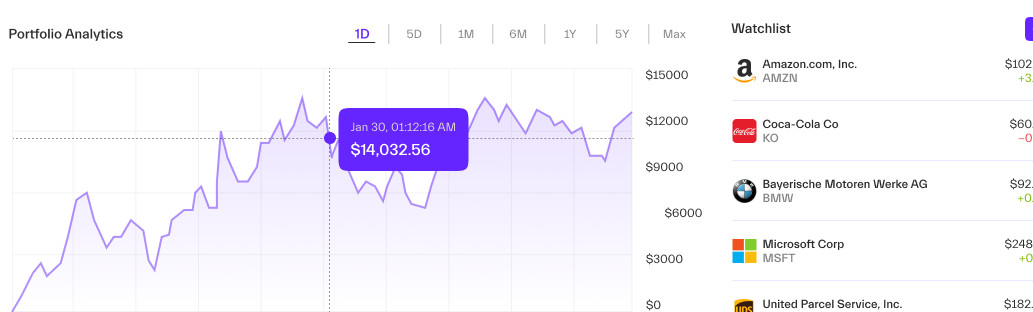 Portfolio Analytics
1D 5D 1M 6M 1Y 5Y Max
$15000
$12000
$9000
$6000
$3000
$0
Jan 30, 01:12:16 AM
$14,032.56
Watchlist
Amazon.com, Inc. $102
AMZN +3.
Coca-Cola Co $60.
KO −0
Bayerische Motoren Werke AG $92.
BMW +0.
Microsoft Corp $248
MSFT +0
United Parcel Service, Inc. $182.
ups